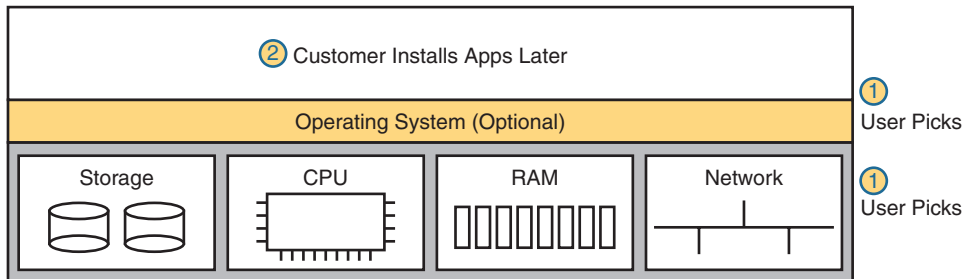 2 Customer Installs Apps Later
1
User Picks
Operating System (Optional)
Storage
CPU
RAM
Network
1
User Picks